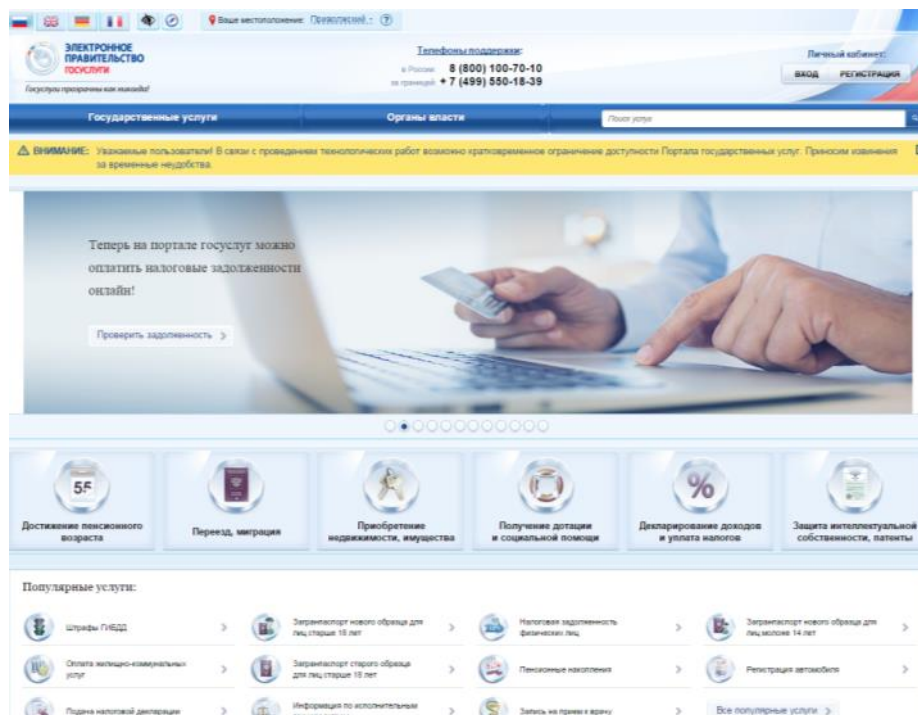 Ваше местоположение: Приволжский ?
ЭЛЕКТРОННОЕ
ПРАВИТЕЛЬСТВО
ГОСУСЛУГИ
Госуслуги прозрачны как никогда!
Телефоны поддержки:
в России: 8 (800) 100-70-10
за границей: + 7 (499) 550-18-39
Личный кабинет:
ВХОД РЕГИСТРАЦИЯ
Государственные услуги Органы власти Поиск услуг
ВНИМАНИЕ: Уважаемые пользователи! В связи с проведением технологических работ возможно кратковременное ограничение доступности Портала государственных услуг. Приносим извинения
за временные неудобства.
Теперь на портале госуслуг можно
оплатить налоговые задолженности
онлайн!
Проверить задолженность >
55
Достижение пенсионного
возраста
Переезд, миграция
Приобретение
недвижимости, имущества
Получение дотации
и социальной помощи
%
Декларирование доходов
и уплата налогов
Защита интеллектуальной
собственности, патенты
Популярные услуги:
Штрафы ГИБДД
Загранпаспорт нового образца для
лиц старше 18 лет
Налоговая задолженность
физических лиц
Загранпаспорт нового образца для
лиц моложе 14 лет
Оплата жилищно-коммунальных
услуг
Загранпаспорт старого образца
для лиц старше 18 лет
Пенсионные накопления
Регистрация автомобиля
Подача налоговой декларации
Информация по исполнительным
Запись на прием к врачу
Все популярные услуги >